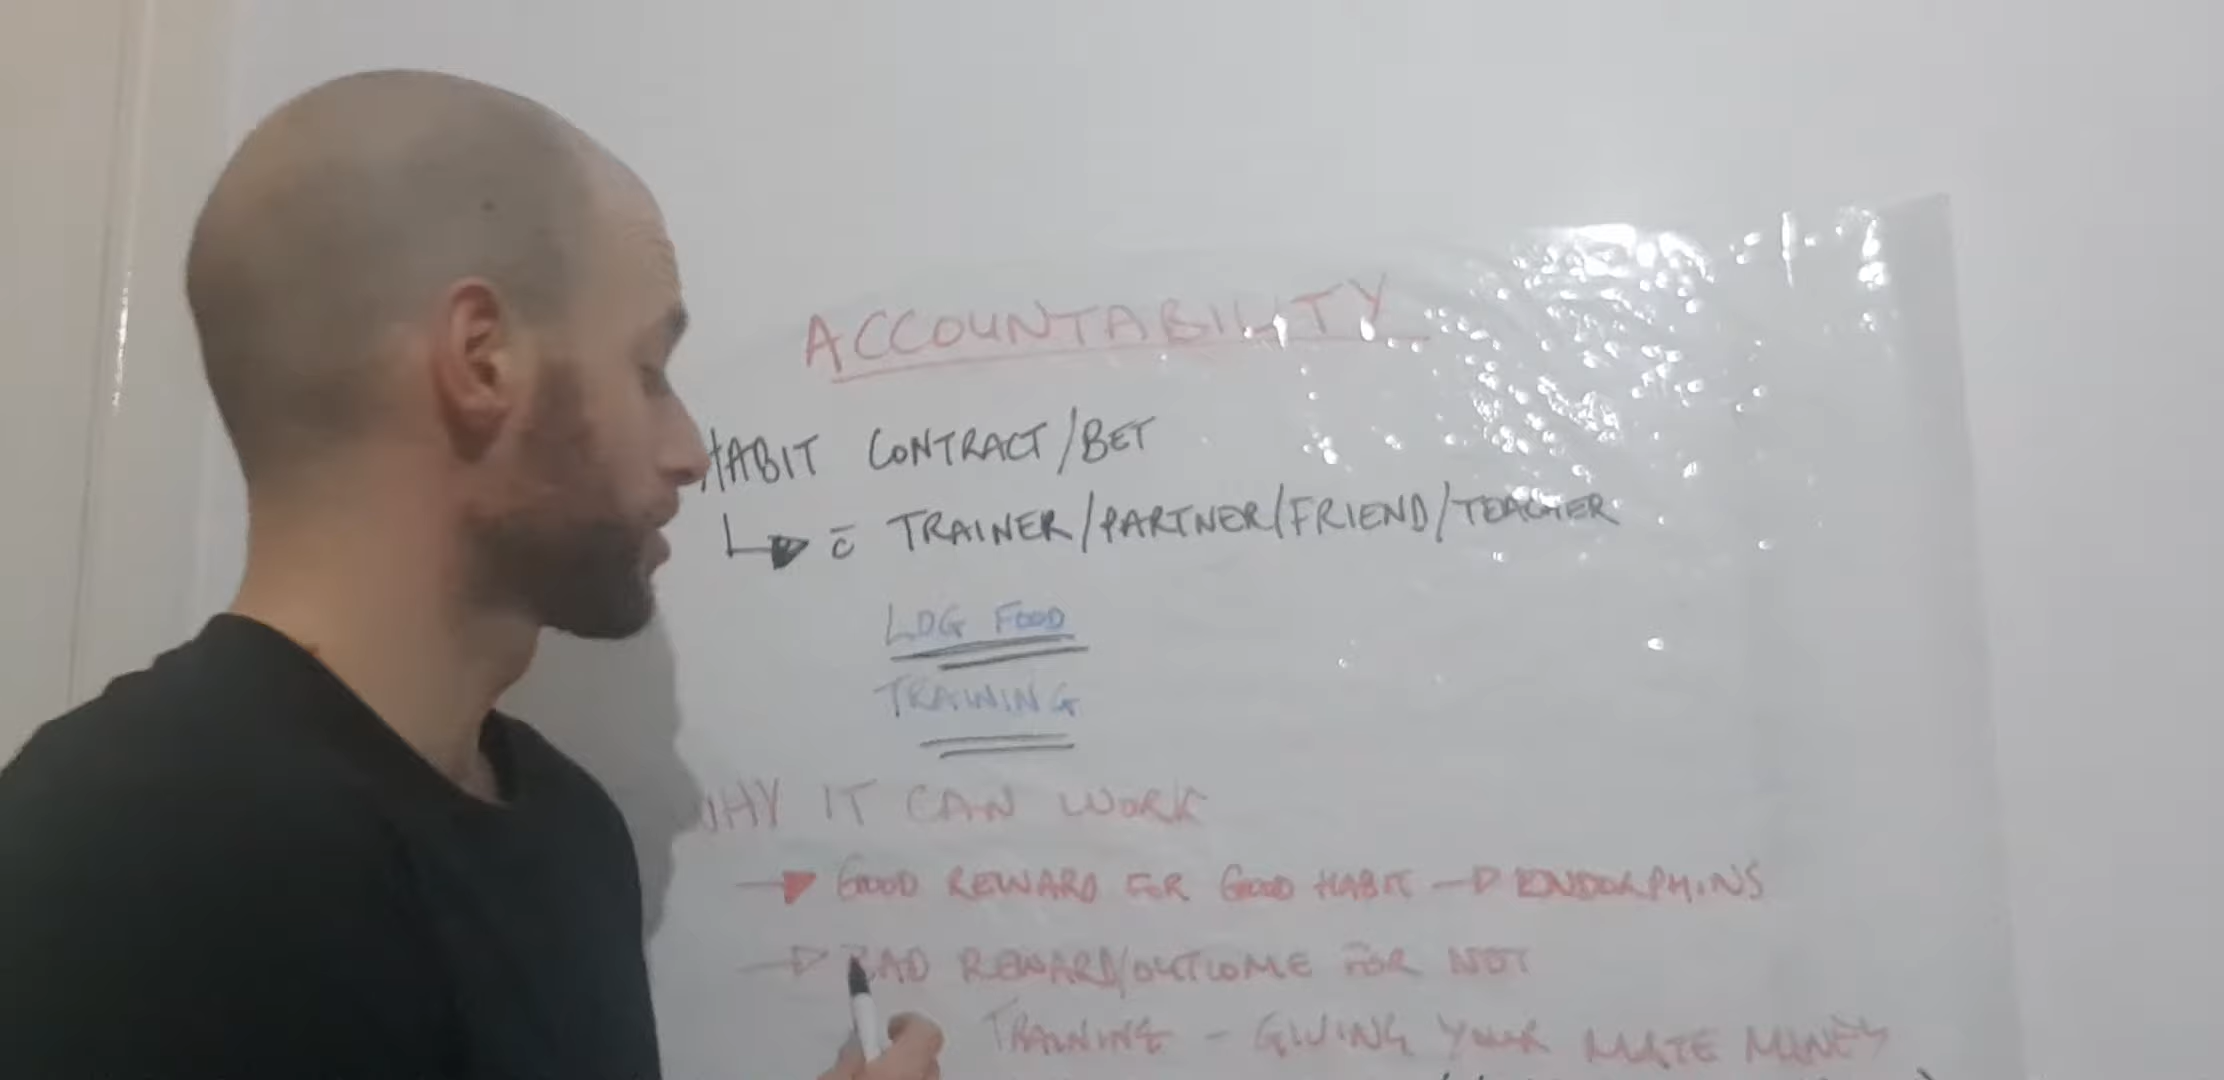 ACCOUNTABILITY
HABIT CONTRACT/BET
c̄ TRAINER/PARTNER/FRIEND/TEACHER
LOG FOOD
TRAINING
WHY IT CAN WORK
GOOD REWARD FOR GOOD HABIT → ENDORPHINS
BAD REWARD/OUTCOME FOR NOT
TRAINING - GIVING YOUR MATE MONEY